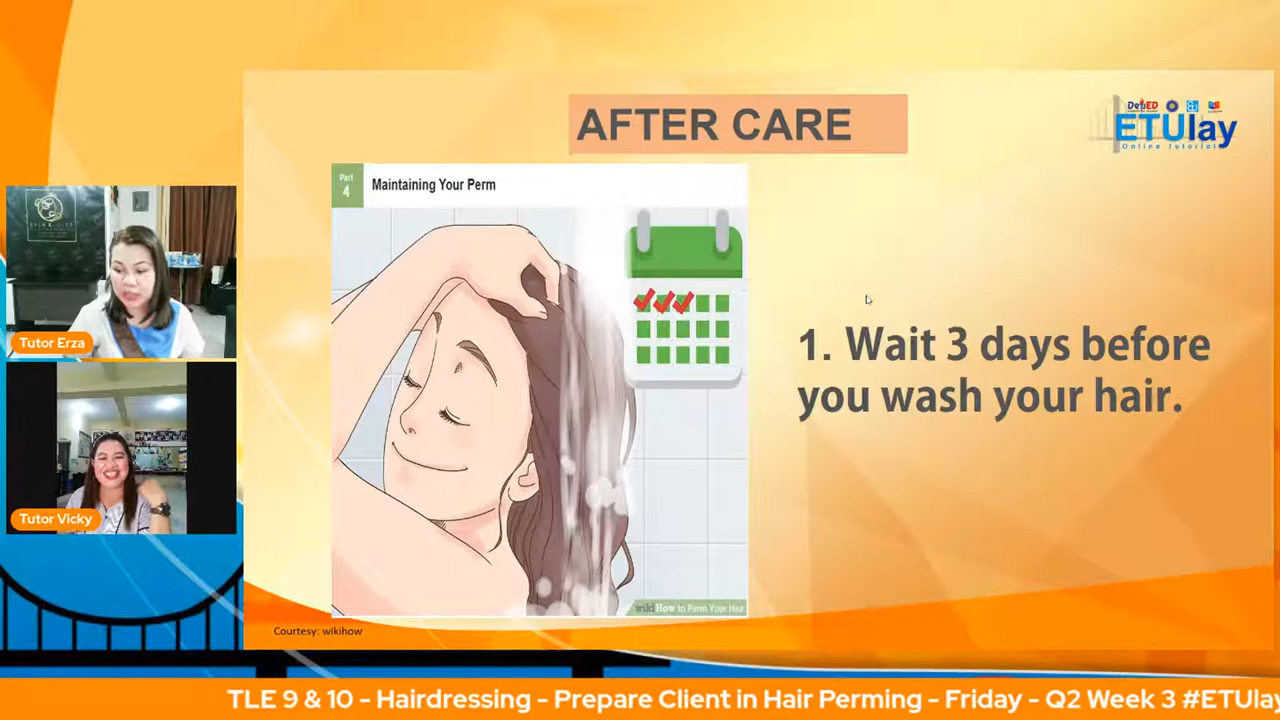 AFTER CARE
DepED
ETUlay
Online Tutorial
Part
4
Maintaining Your Perm
1. Wait 3 days before
you wash your hair.
Tutor Erza
Tutor Vicky
wikiHow to Perm Your Hair
Courtesy: wikihow
TLE 9 & 10 - Hairdressing - Prepare Client in Hair Perming - Friday - Q2 Week 3 #ETUlay